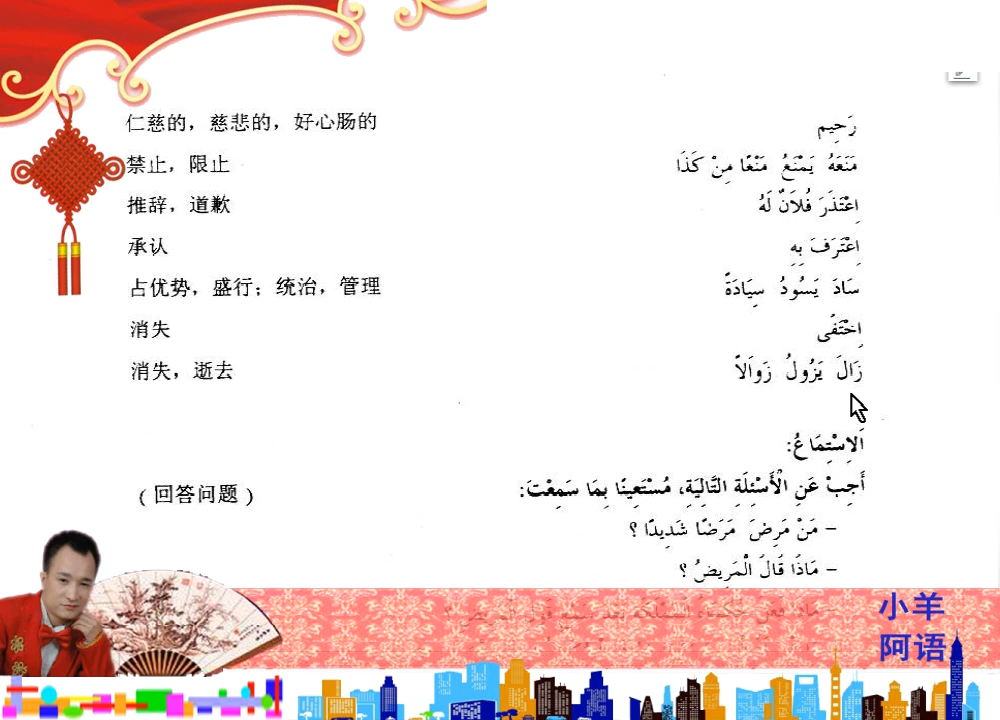 仁慈的，慈悲的，好心肠的 رَحِيم
禁止，限止 مَنَعَهُ يَمْنَعُ مَنْعًا مِنْ كَذَا
推辞，道歉 اِعْتَذَرَ فُلاَنٌ لَهُ
承认 اِعْتَرَفَ بِهِ
占优势，盛行；统治，管理 سَادَ يَسُودُ سِيَادَةً
消失 اِخْتَفَى
消失，逝去 زَالَ يَزُولُ زَوَالاً
اَلاِسْتِمَاعُ:
(回答问题) أَجِبْ عَنِ الْأَسْئِلَةِ التَّالِيَةِ، مُسْتَعِينًا بِمَا سَمِعْتَ:
– مَنْ مَرِضَ مَرَضًا شَدِيدًا ؟
– مَاذَا قَالَ الْمَرِيضُ ؟
小羊
阿语